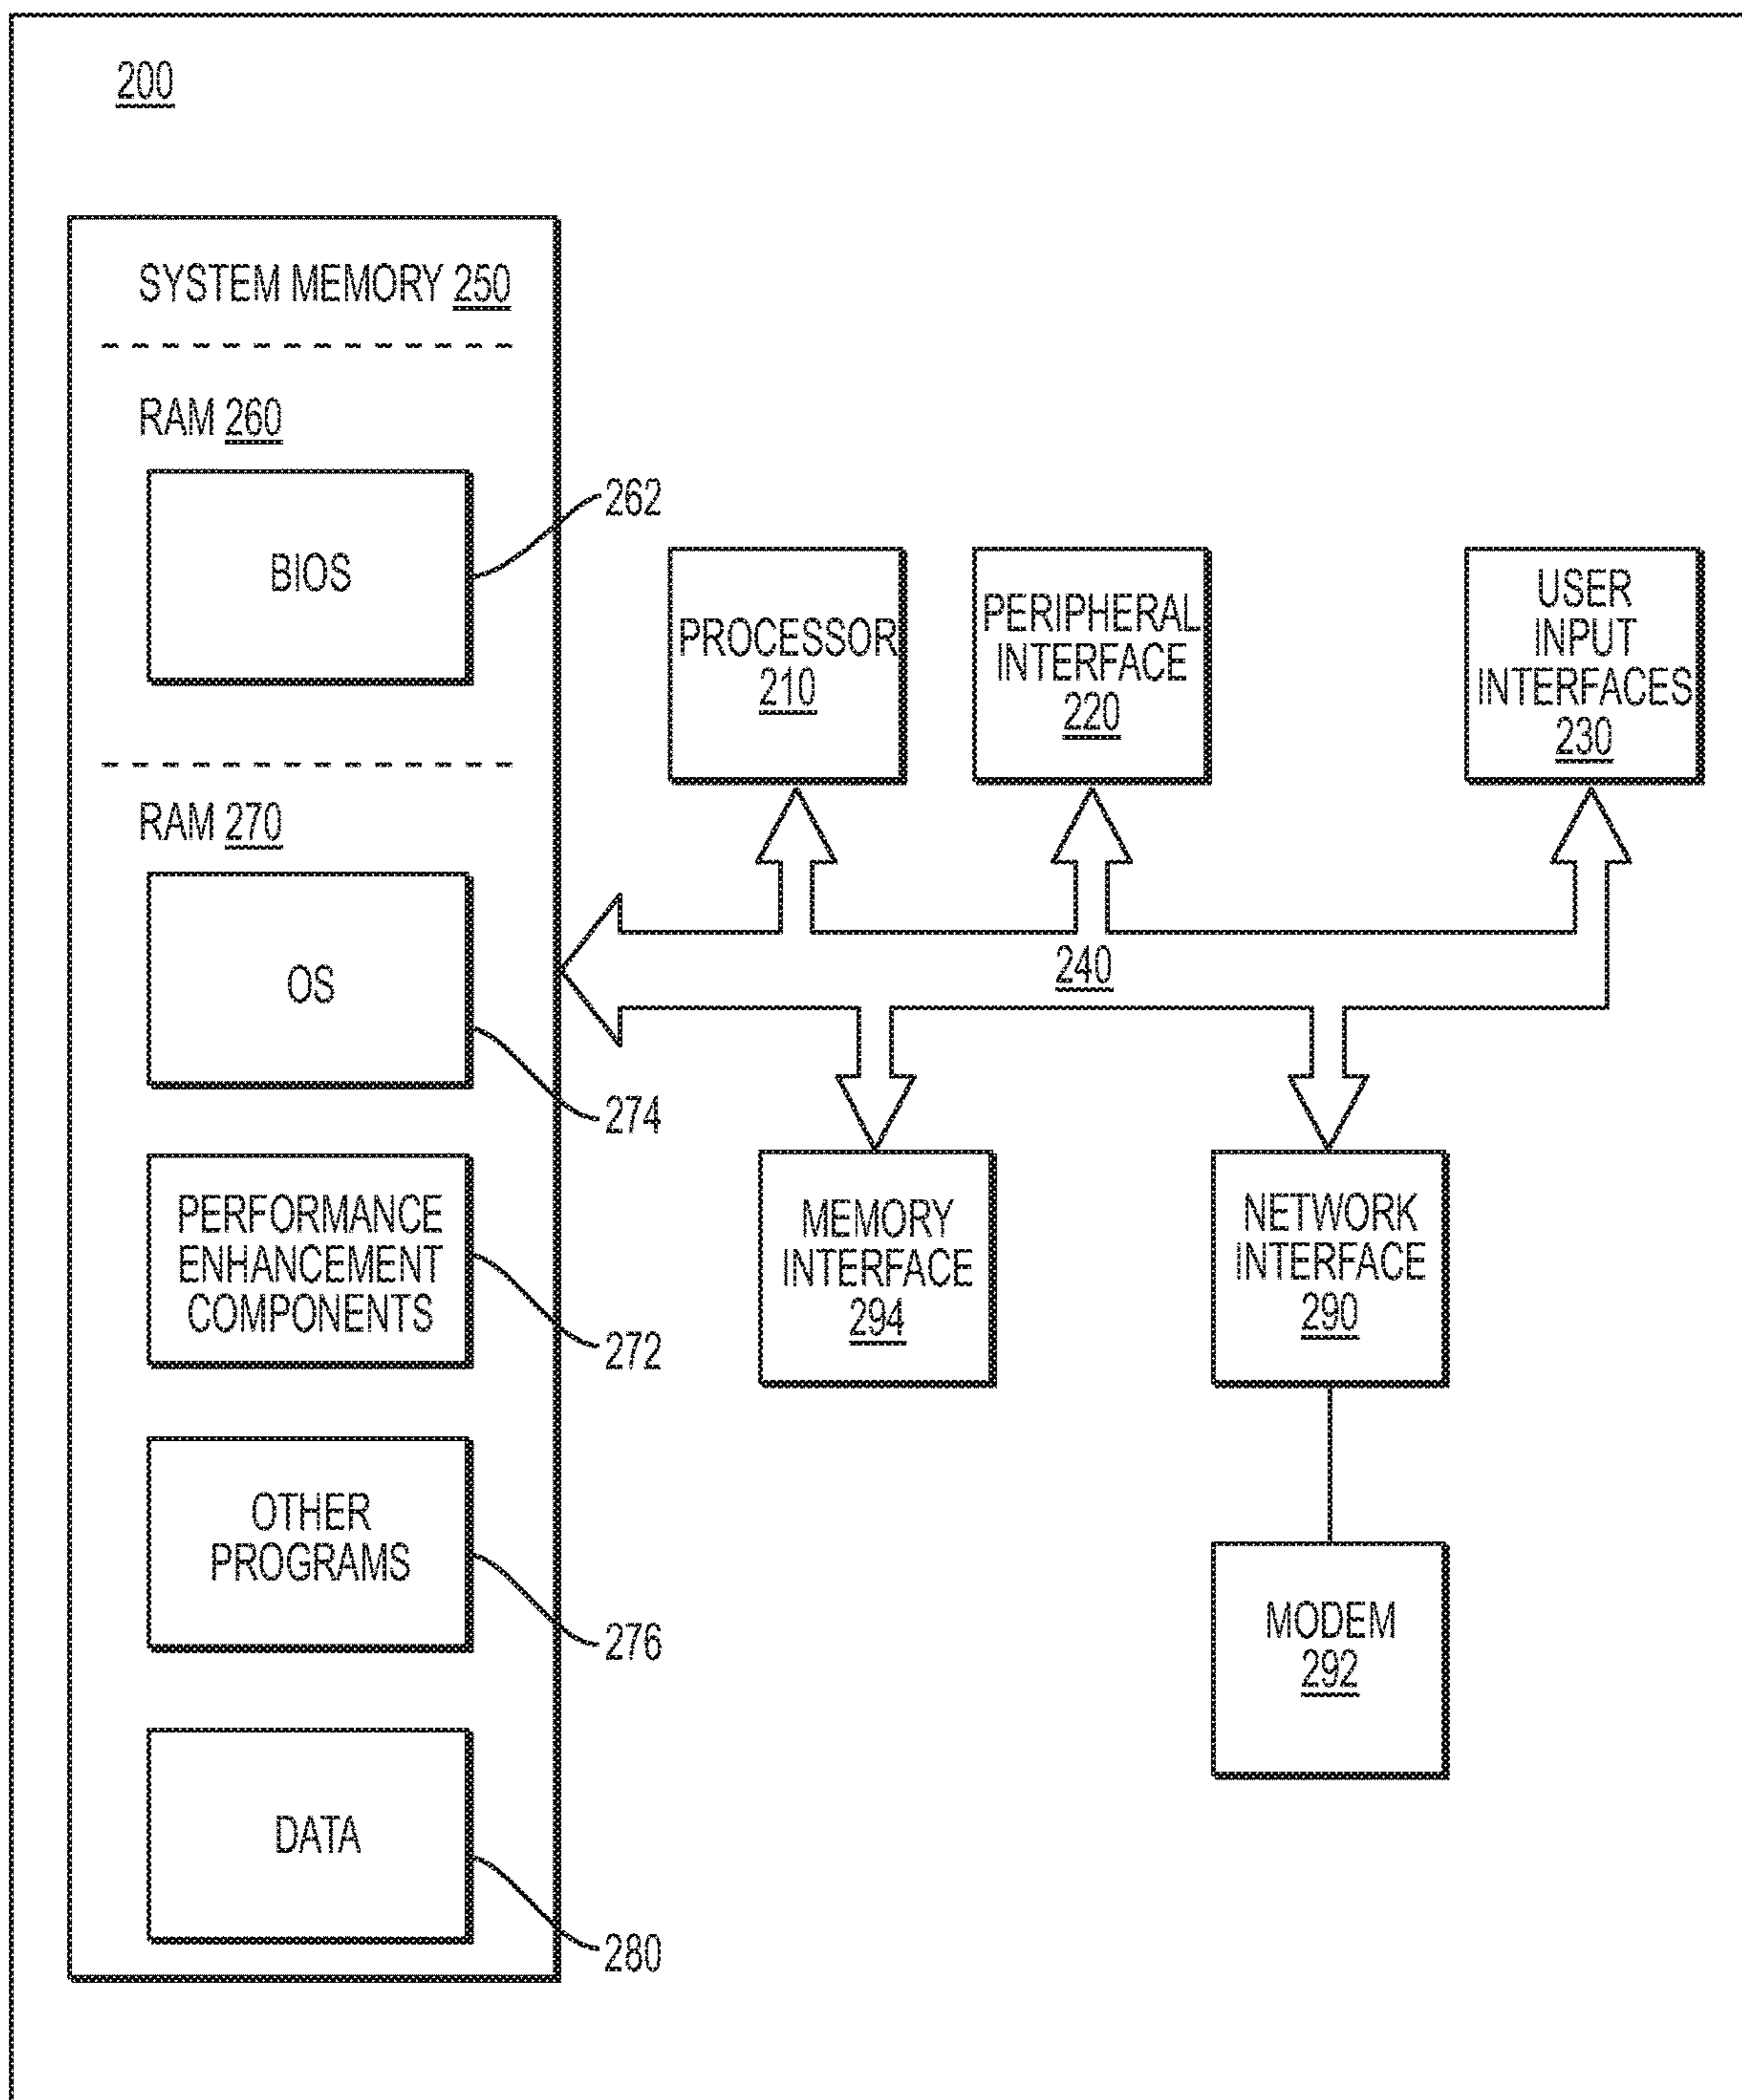 200
SYSTEM MEMORY 250
RAM 260
BIOS
262
RAM 270
OS
274
PERFORMANCE
ENHANCEMENT
COMPONENTS
272
OTHER
PROGRAMS
276
DATA
280
PROCESSOR
210
PERIPHERAL
INTERFACE
220
USER
INPUT
INTERFACES
230
240
MEMORY
INTERFACE
294
NETWORK
INTERFACE
290
MODEM
292